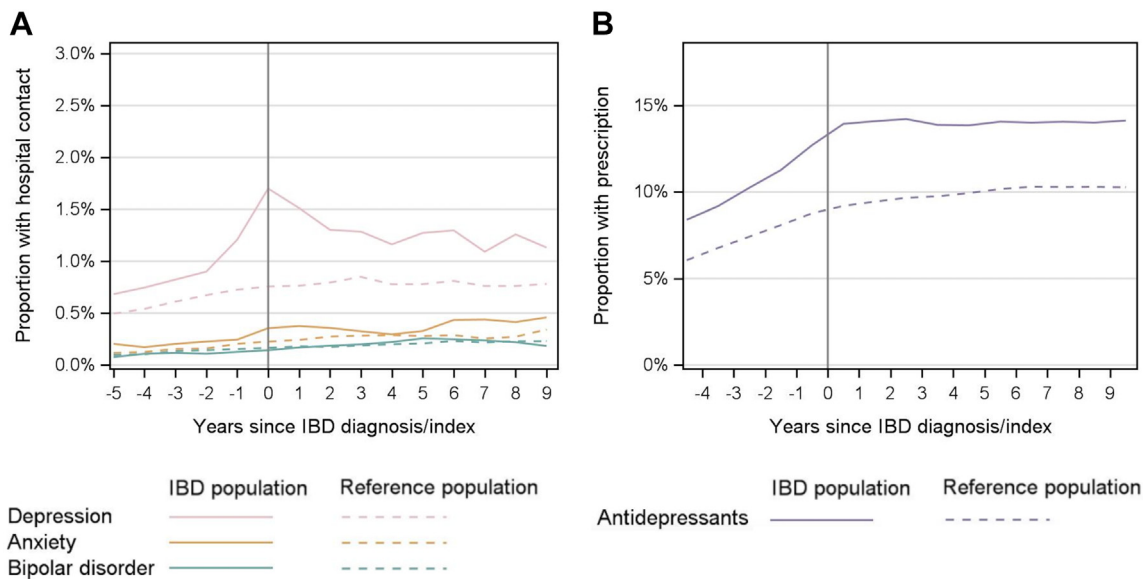 A
Proportion with hospital contact
3.0%
2.5%
2.0%
1.5%
1.0%
0.5%
0.0%
-5 -4 -3 -2 -1 0 1 2 3 4 5 6 7 8 9
Years since IBD diagnosis/index
IBD population Reference population
Depression
Anxiety
Bipolar disorder
B
Proportion with prescription
15%
10%
5%
0%
-4 -3 -2 -1 0 1 2 3 4 5 6 7 8 9
Years since IBD diagnosis/index
IBD population Reference population
Antidepressants